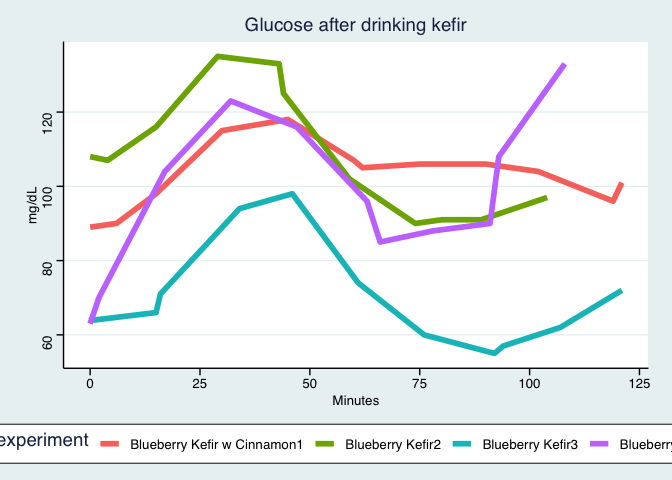 Glucose after drinking kefir
mg/dL
120
100
80
60
0 25 50 75 100 125
Minutes
experiment Blueberry Kefir w Cinnamon1 Blueberry Kefir2 Blueberry Kefir3 Blueberry